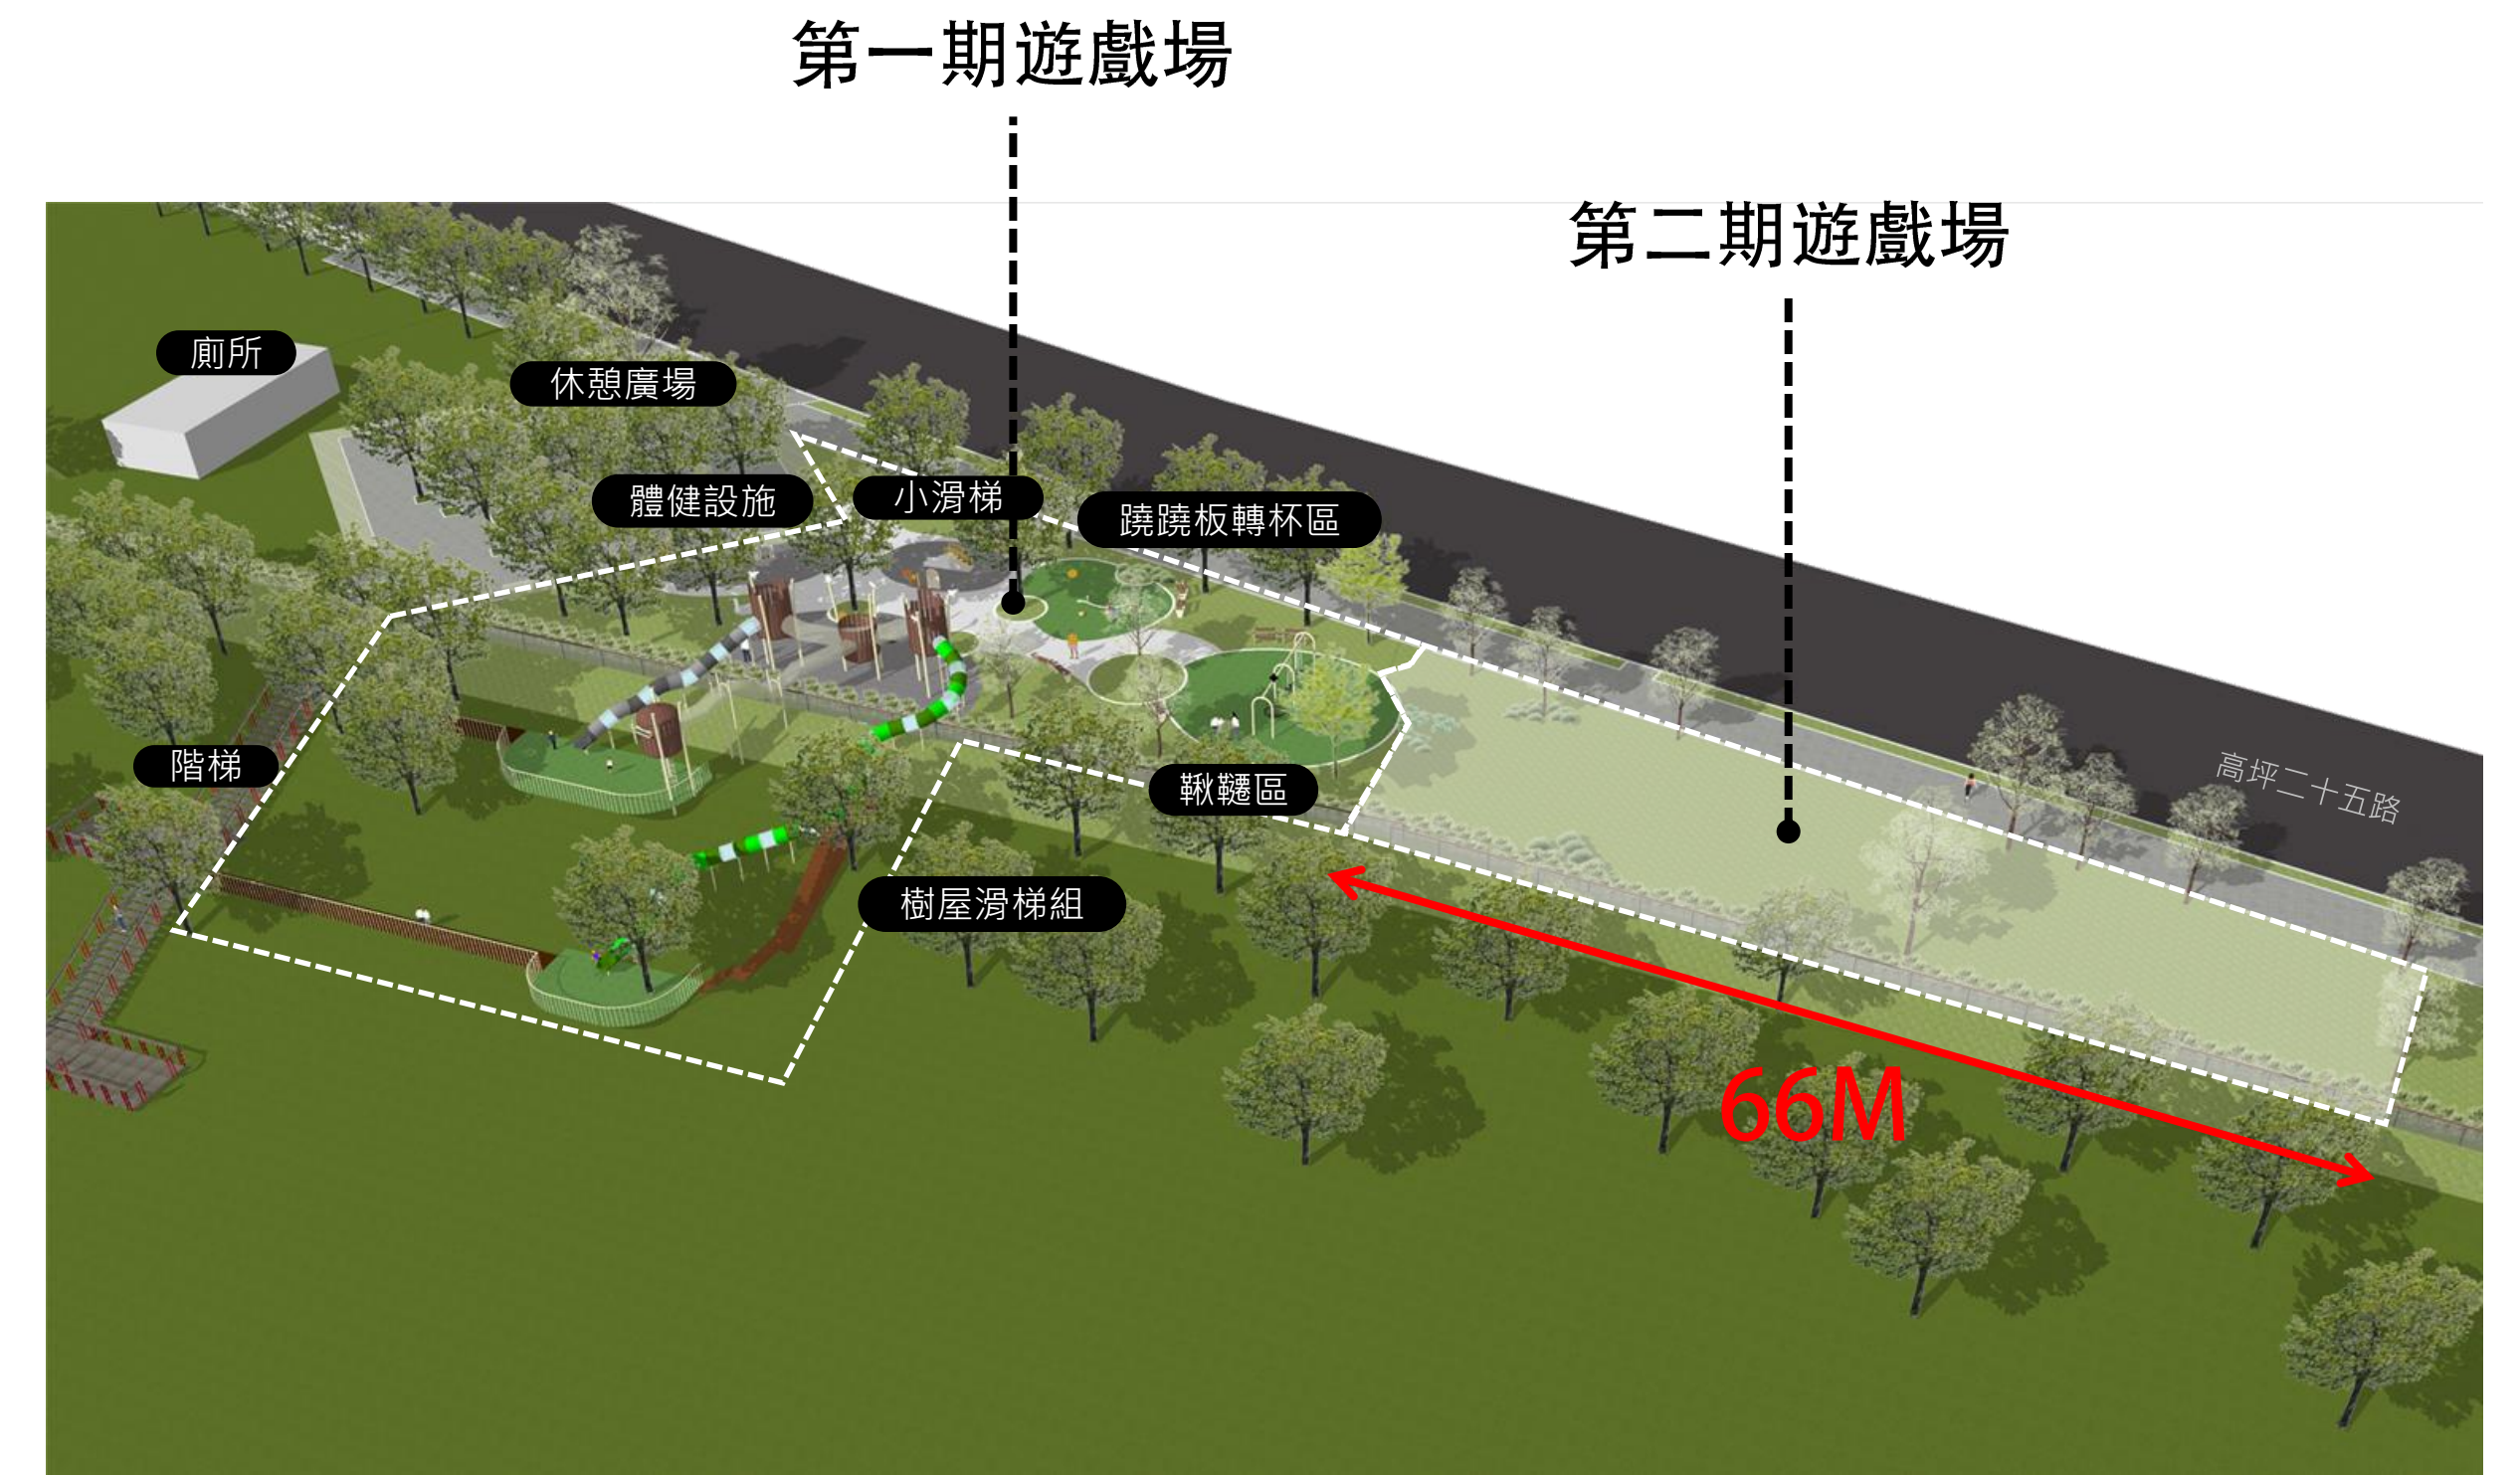 第一期遊戲場
第二期遊戲場
廁所
休憩廣場
體健設施
小滑梯
蹺蹺板轉杯區
階梯
鞦韆區
高坪二十五路
樹屋滑梯組
66M